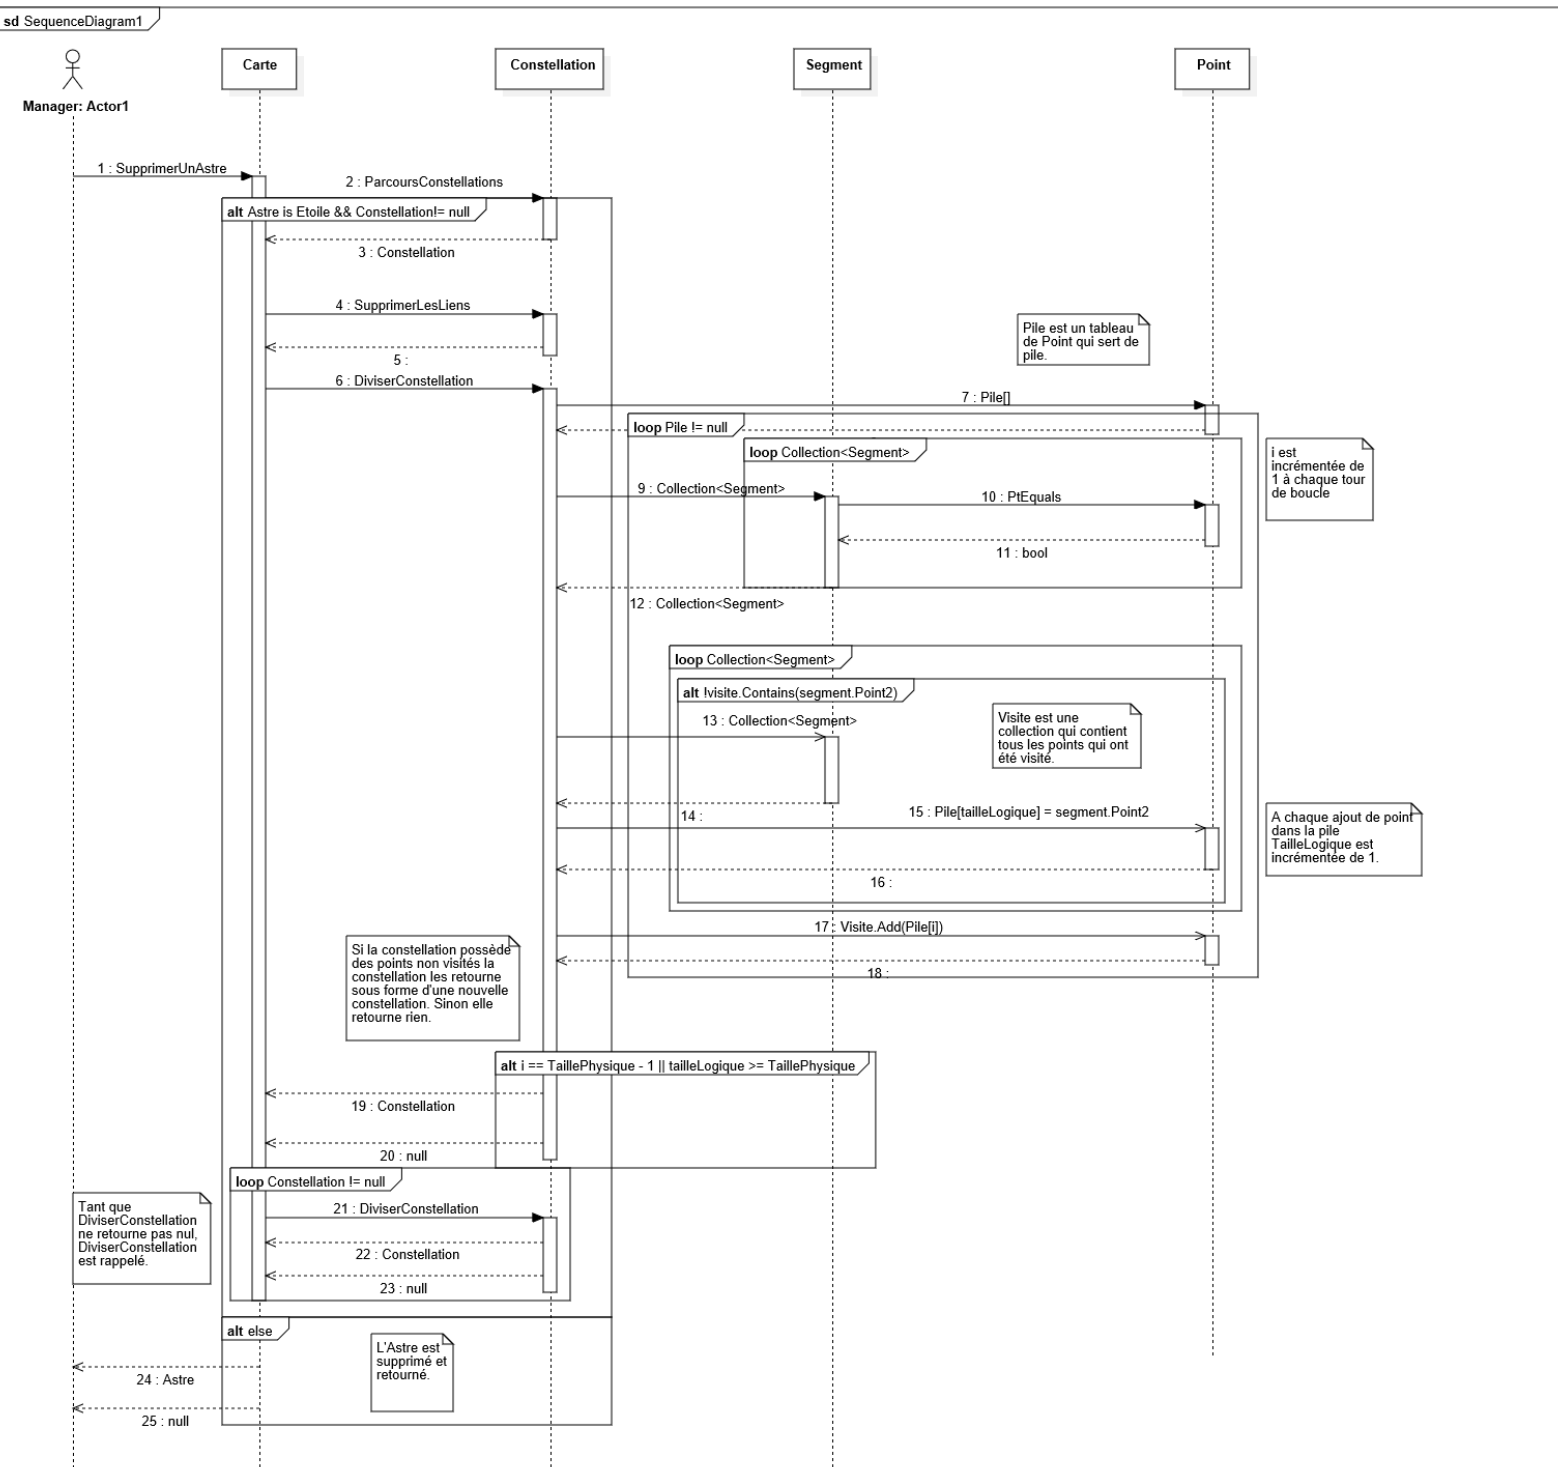 sd SequenceDiagram1
Manager: Actor1
Carte
Constellation
Segment
Point
1 : SupprimerUnAstre
2 : ParcoursConstellations
alt Astre is Etoile && Constellation!= null
3 : Constellation
4 : SupprimerLesLiens
Pile est un tableau
de Point qui sert de
pile.
5 :
6 : DiviserConstellation
7 : Pile[]
loop Pile != null
loop Collection<Segment>
i est
incrémentée de
1 à chaque tour
de boucle
9 : Collection<Segment>
10 : PtEquals
11 : bool
12 : Collection<Segment>
loop Collection<Segment>
alt !visite.Contains(segment.Point2)
13 : Collection<Segment>
Visite est une
collection qui contient
tous les points qui ont
été visité.
14 :
15 : Pile[tailleLogique] = segment.Point2
A chaque ajout de point
dans la pile
TailleLogique est
incrémentée de 1.
16 :
17 : Visite.Add(Pile[i])
18 :
Si la constellation possède
des points non visités la
constellation les retourne
sous forme d'une nouvelle
constellation. Sinon elle
retourne rien.
alt i == TaillePhysique - 1 || tailleLogique >= TaillePhysique
19 : Constellation
20 : null
loop Constellation != null
Tant que
DiviserConstellation
ne retourne pas nul,
DiviserConstellation
est rappelé.
21 : DiviserConstellation
22 : Constellation
23 : null
alt else
L'Astre est
supprimé et
retourné.
24 : Astre
25 : null